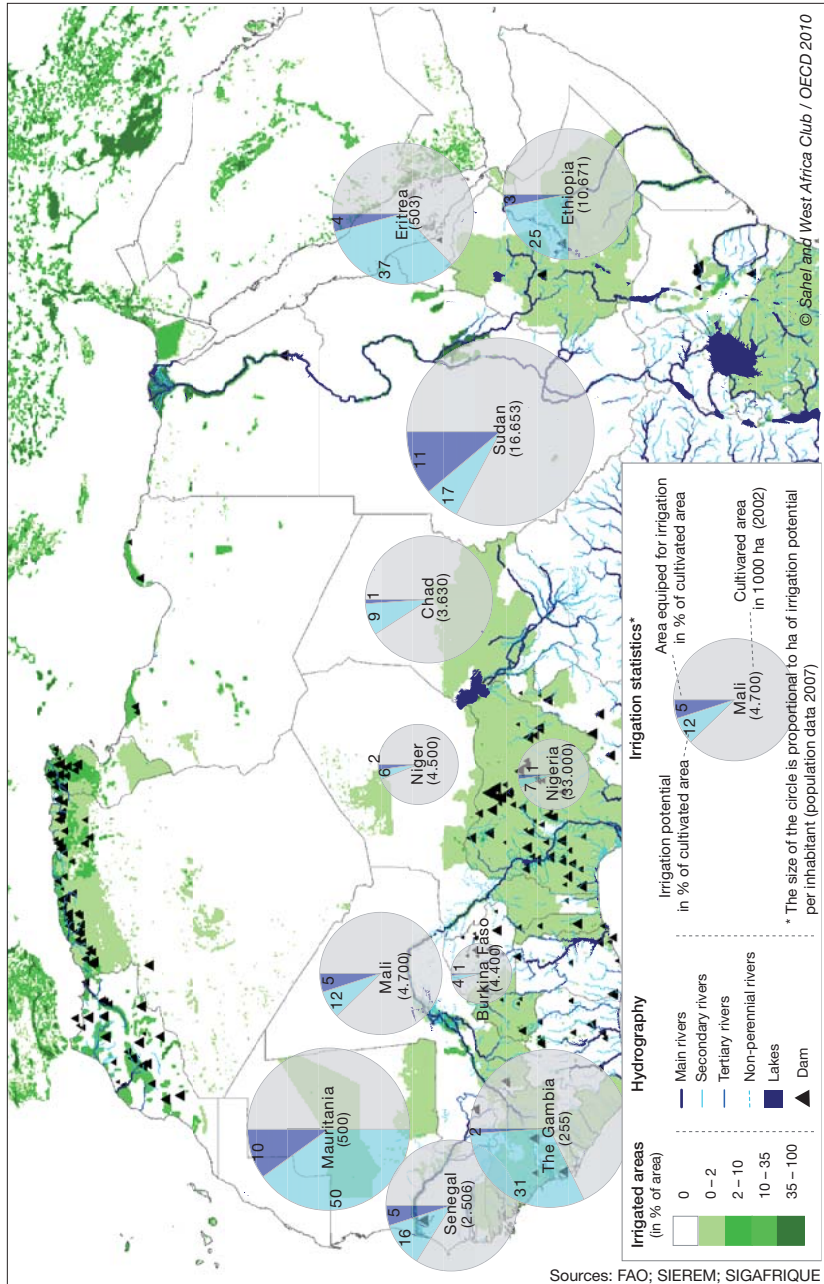 Mauritania
(500)
10
50
Senegal
(2.506)
5
16
The Gambia
(255)
2
31
Mali
(4.700)
5
12
Burkina Faso
(4.400)
1
4
Niger
(4.500)
2
6
Nigeria
(33.000)
1
7
Chad
(3.630)
1
9
Sudan
(16.653)
11
17
Eritrea
(503)
4
37
Ethiopia
(10.671)
3
25
Irrigated areas
(in % of area)
0
0 – 2
2 – 10
10 – 35
35 – 100
Hydrography
Main rivers
Secondary rivers
Tertiary rivers
Non-perennial rivers
Lakes
Dam
Irrigation statistics*
Irrigation potential
in % of cultivated area
Area equiped for irrigation
in % of cultivated area
12
5
Mali
(4.700)
Cultivared area
in 1000 ha (2002)
* The size of the circle is proportional to ha of irrigation potential
per inhabitant (population data 2007)
© Sahel and West Africa Club / OECD 2010
Sources: FAO; SIEREM; SIGAFRIQUE